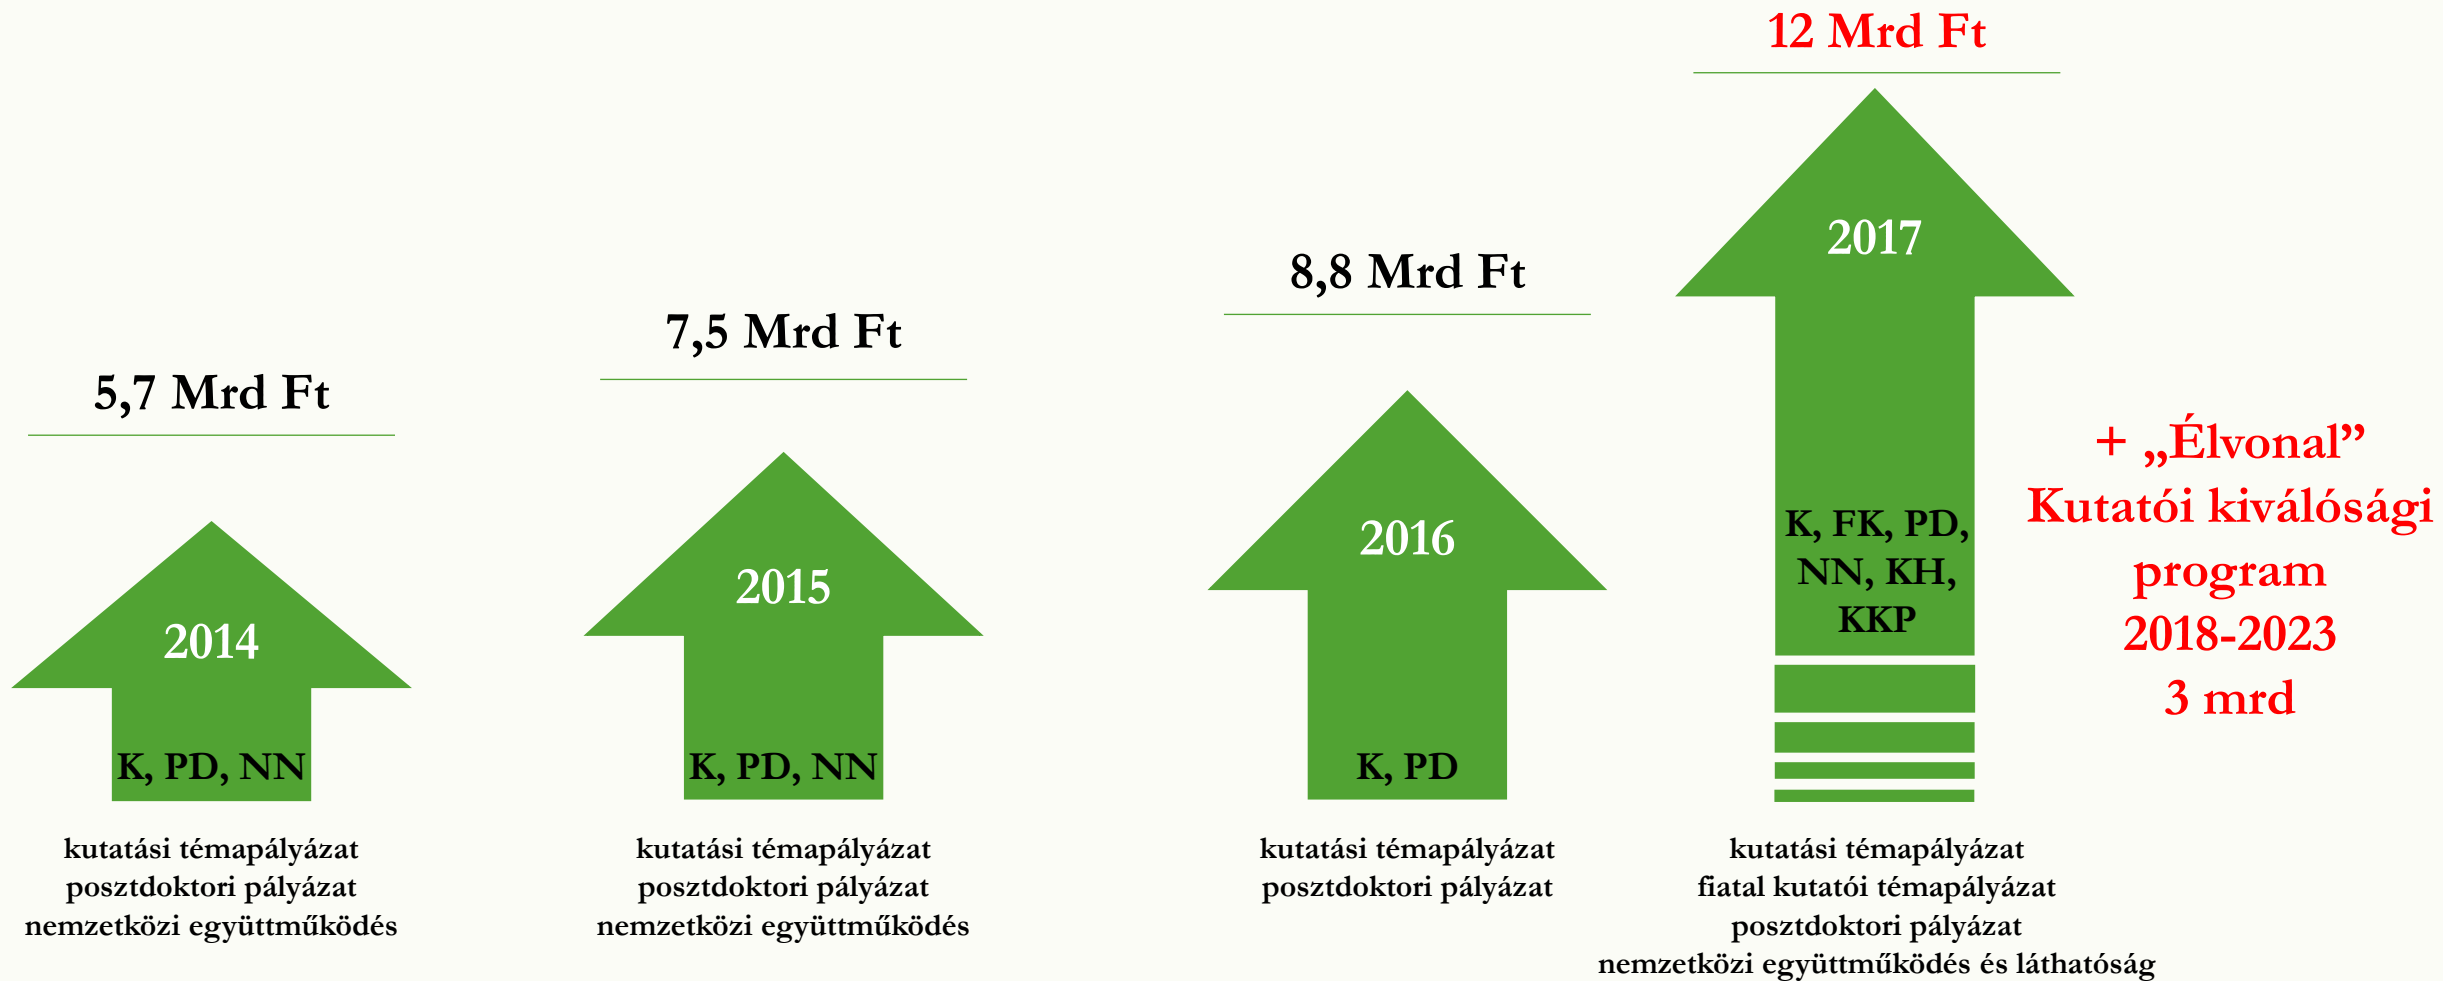 5,7 Mrd Ft
2014
K, PD, NN
kutatási témapályázat
posztdoktori pályázat
nemzetközi együttműködés
7,5 Mrd Ft
2015
K, PD, NN
kutatási témapályázat
posztdoktori pályázat
nemzetközi együttműködés
8,8 Mrd Ft
2016
K, PD
kutatási témapályázat
posztdoktori pályázat
12 Mrd Ft
2017
K, FK, PD,
NN, KH,
KKP
kutatási témapályázat
fiatal kutatói témapályázat
posztdoktori pályázat
nemzetközi együttműködés és láthatóság
+ „Élvonal”
Kutatói kiválósági
program
2018-2023
3 mrd